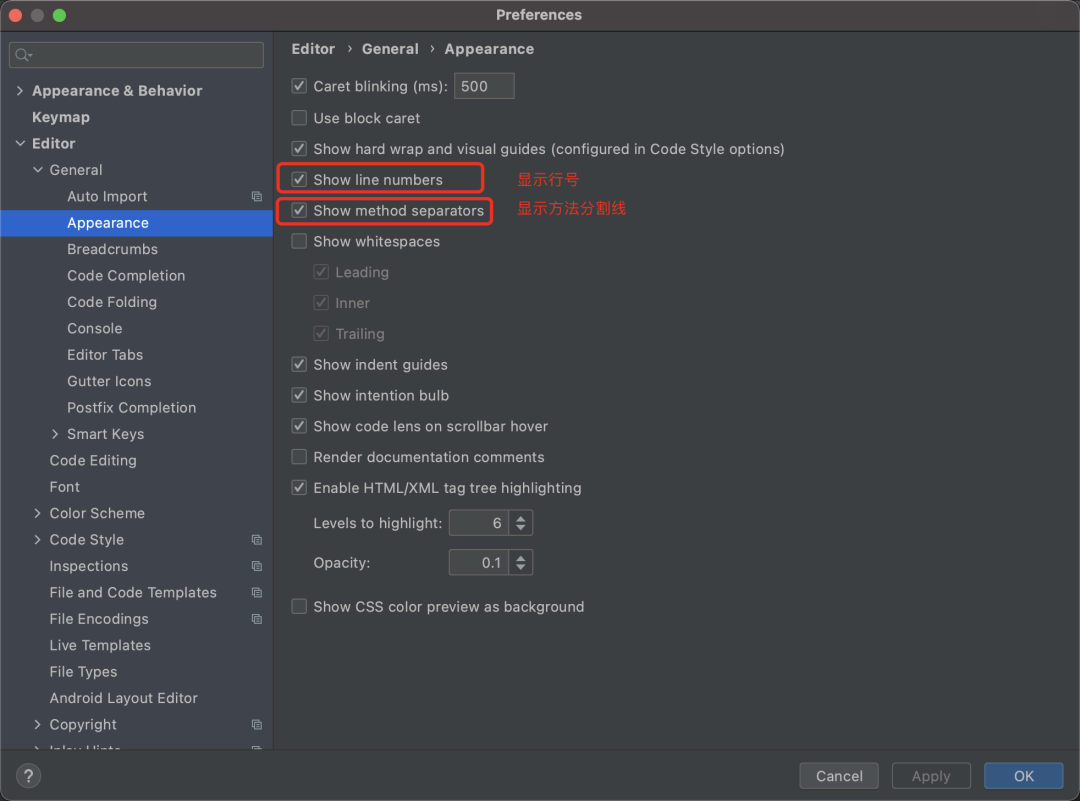 Preferences
Appearance & Behavior
Keymap
Editor
General
Auto Import
Appearance
Breadcrumbs
Code Completion
Code Folding
Console
Editor Tabs
Gutter Icons
Postfix Completion
Smart Keys
Code Editing
Font
Color Scheme
Code Style
Inspections
File and Code Templates
File Encodings
Live Templates
File Types
Android Layout Editor
Copyright
Editor › General › Appearance
Caret blinking (ms): 500
Use block caret
Show hard wrap and visual guides (configured in Code Style options)
Show line numbers 显示行号
Show method separators 显示方法分割线
Show whitespaces
Leading
Inner
Trailing
Show indent guides
Show intention bulb
Show code lens on scrollbar hover
Render documentation comments
Enable HTML/XML tag tree highlighting
Levels to highlight: 6
Opacity: 0.1
Show CSS color preview as background
? Cancel Apply OK